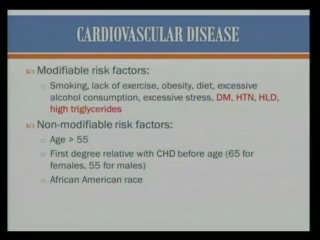 CARDIOVASCULAR DISEASE
Modifiable risk factors:
Smoking, lack of exercise, obesity, diet, excessive
alcohol consumption, excessive stress, DM, HTN, HLD,
high triglycerides
Non-modifiable risk factors:
Age > 55
First degree relative with CHD before age (65 for
females, 55 for males)
African American race